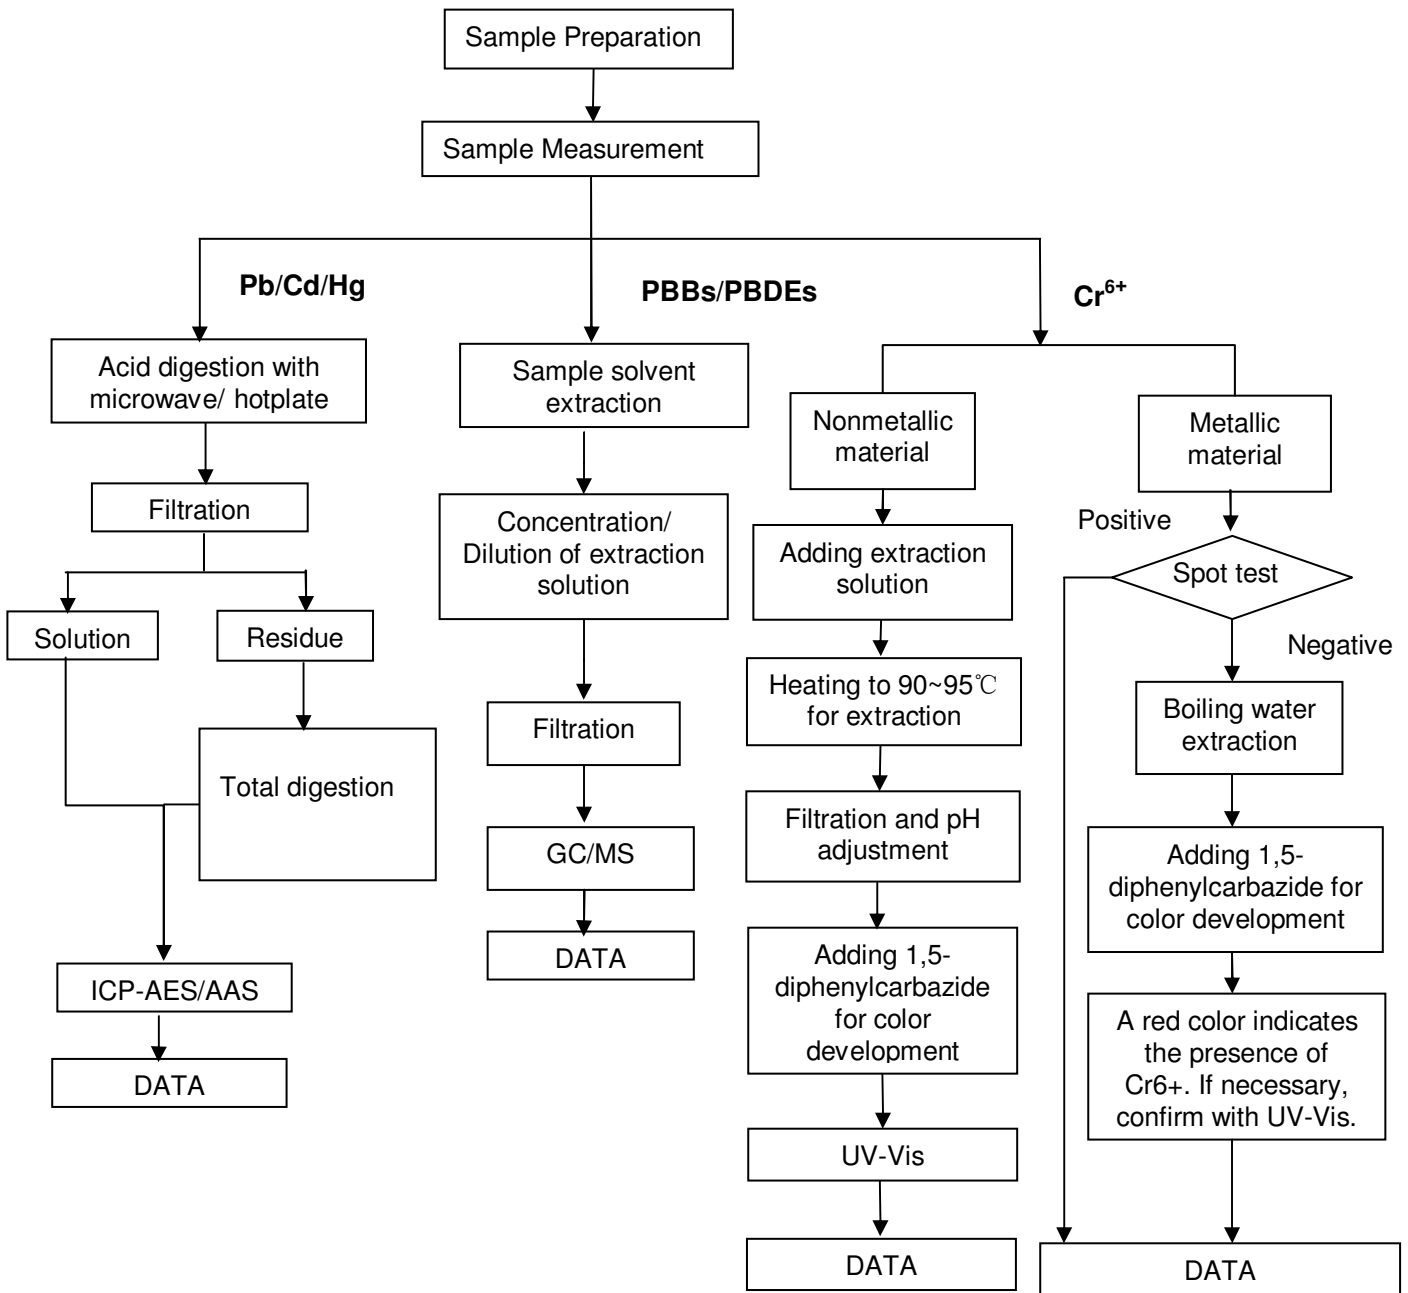 Sample Preparation
Sample Measurement
Pb/Cd/Hg
PBBs/PBDEs
Cr6+
Acid digestion with
microwave/ hotplate
Filtration
Solution
Residue
Total digestion
ICP-AES/AAS
DATA
Sample solvent
extraction
Concentration/
Dilution of extraction
solution
Filtration
GC/MS
DATA
Nonmetallic
material
Adding extraction
solution
Heating to 90~95℃
for extraction
Filtration and pH
adjustment
Adding 1,5-
diphenylcarbazide
for color
development
UV-Vis
DATA
Metallic
material
Positive
Spot test
Negative
Boiling water
extraction
Adding 1,5-
diphenylcarbazide for
color development
A red color indicates
the presence of
Cr6+. If necessary,
confirm with UV-Vis.
DATA